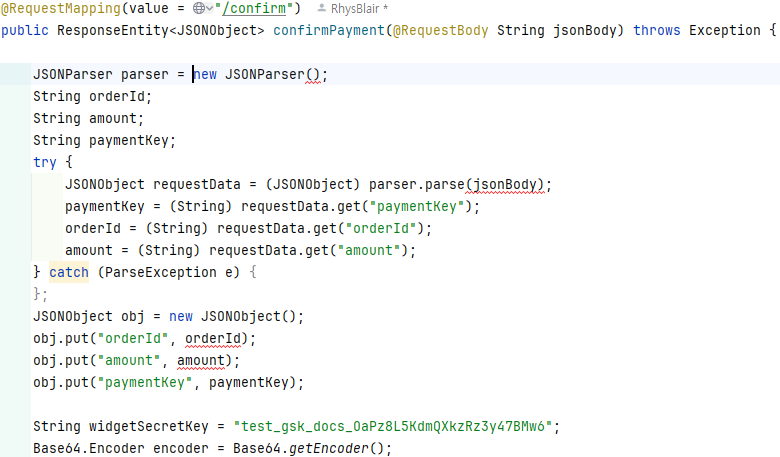 @RequestMapping(value = "/confirm") RhysBlair *
public ResponseEntity<JSONObject> confirmPayment(@RequestBody String jsonBody) throws Exception {
JSONParser parser = new JSONParser();
String orderId;
String amount;
String paymentKey;
try {
JSONObject requestData = (JSONObject) parser.parse(jsonBody);
paymentKey = (String) requestData.get("paymentKey");
orderId = (String) requestData.get("orderId");
amount = (String) requestData.get("amount");
} catch (ParseException e) {
};
JSONObject obj = new JSONObject();
obj.put("orderId", orderId);
obj.put("amount", amount);
obj.put("paymentKey", paymentKey);
String widgetSecretKey = "test_gsk_docs_OaPz8L5KdmQXkzRz3y47BMw6";
Base64.Encoder encoder = Base64.getEncoder();